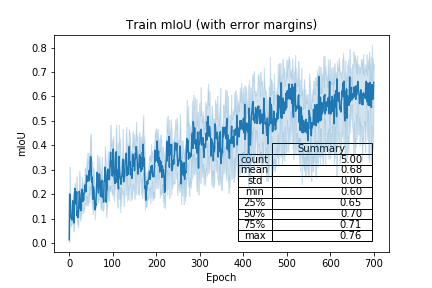 Train mIoU (with error margins)
0.8
0.7
0.6
0.5
0.4
0.3
0.2
0.1
0.0
mIoU
Summary
count 5.00
mean 0.68
std 0.06
min 0.60
25% 0.65
50% 0.70
75% 0.71
max 0.76
0 100 200 300 400 500 600 700
Epoch